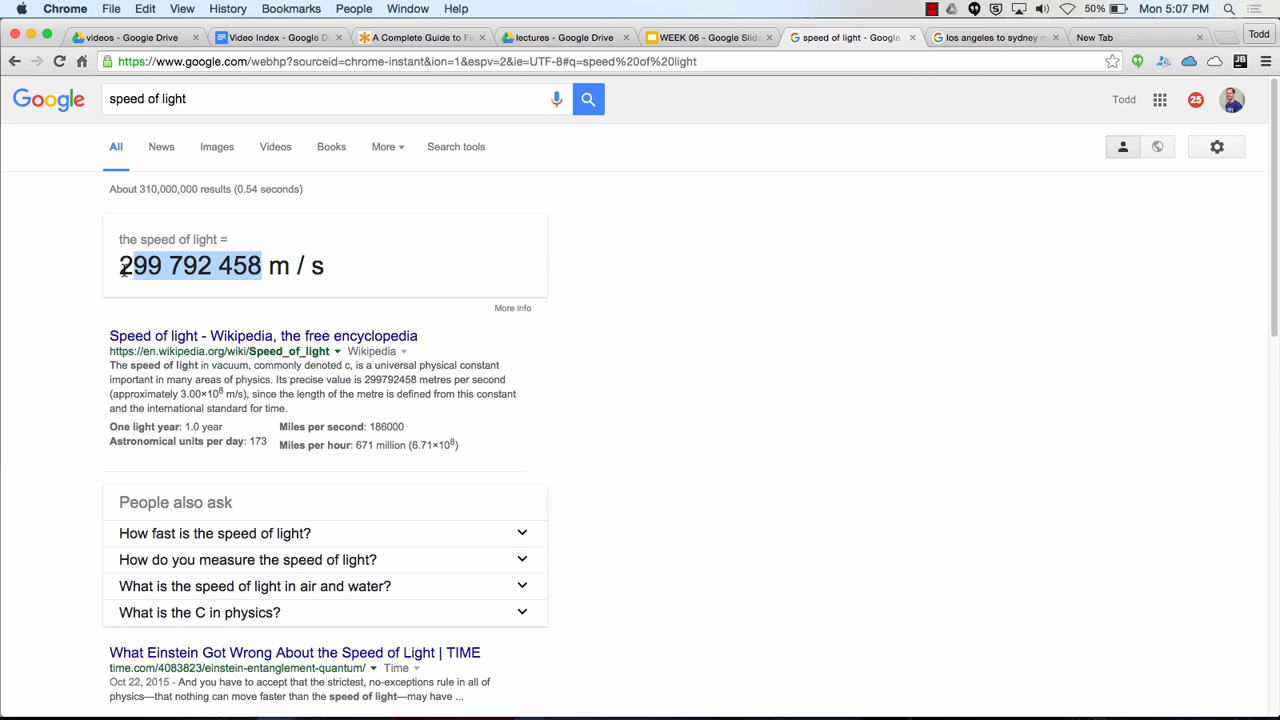 Chrome File Edit View History Bookmarks People Window Help 50% Mon 5:07 PM
videos - Google Drive Video Index - Google D A Complete Guide to Fl lectures - Google Drive WEEK 06 - Google Slid speed of light - Google los angeles to sydney m New Tab Todd
https://www.google.com/webhp?sourceid=chrome-instant&ion=1&espv=2&ie=UTF-8#q=speed%20of%20light
Google speed of light Todd 25
All News Images Videos Books More Search tools
About 310,000,000 results (0.54 seconds)
the speed of light =
299 792 458 m / s
More info
Speed of light - Wikipedia, the free encyclopedia
https://en.wikipedia.org/wiki/Speed_of_light Wikipedia
The speed of light in vacuum, commonly denoted c, is a universal physical constant
important in many areas of physics. Its precise value is 299792458 metres per second
(approximately 3.00×10⁸ m/s), since the length of the metre is defined from this constant
and the international standard for time.
One light year: 1.0 year Miles per second: 186000
Astronomical units per day: 173 Miles per hour: 671 million (6.71×10⁸)
People also ask
How fast is the speed of light?
How do you measure the speed of light?
What is the speed of light in air and water?
What is the C in physics?
What Einstein Got Wrong About the Speed of Light | TIME
time.com/4083823/einstein-entanglement-quantum/ Time
Oct 22, 2015 - And you have to accept that the strictest, no-exceptions rule in all of
physics—that nothing can move faster than the speed of light—may have ...